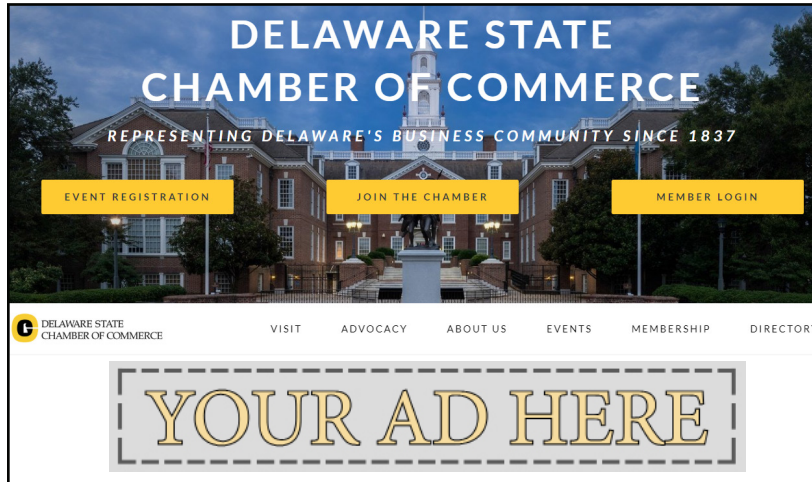 DELAWARE STATE
CHAMBER OF COMMERCE
REPRESENTING DELAWARE'S BUSINESS COMMUNITY SINCE 1837
EVENT REGISTRATION
JOIN THE CHAMBER
MEMBER LOGIN
DELAWARE STATE
CHAMBER OF COMMERCE
VISIT ADVOCACY ABOUT US EVENTS MEMBERSHIP DIRECTORY
YOUR AD HERE